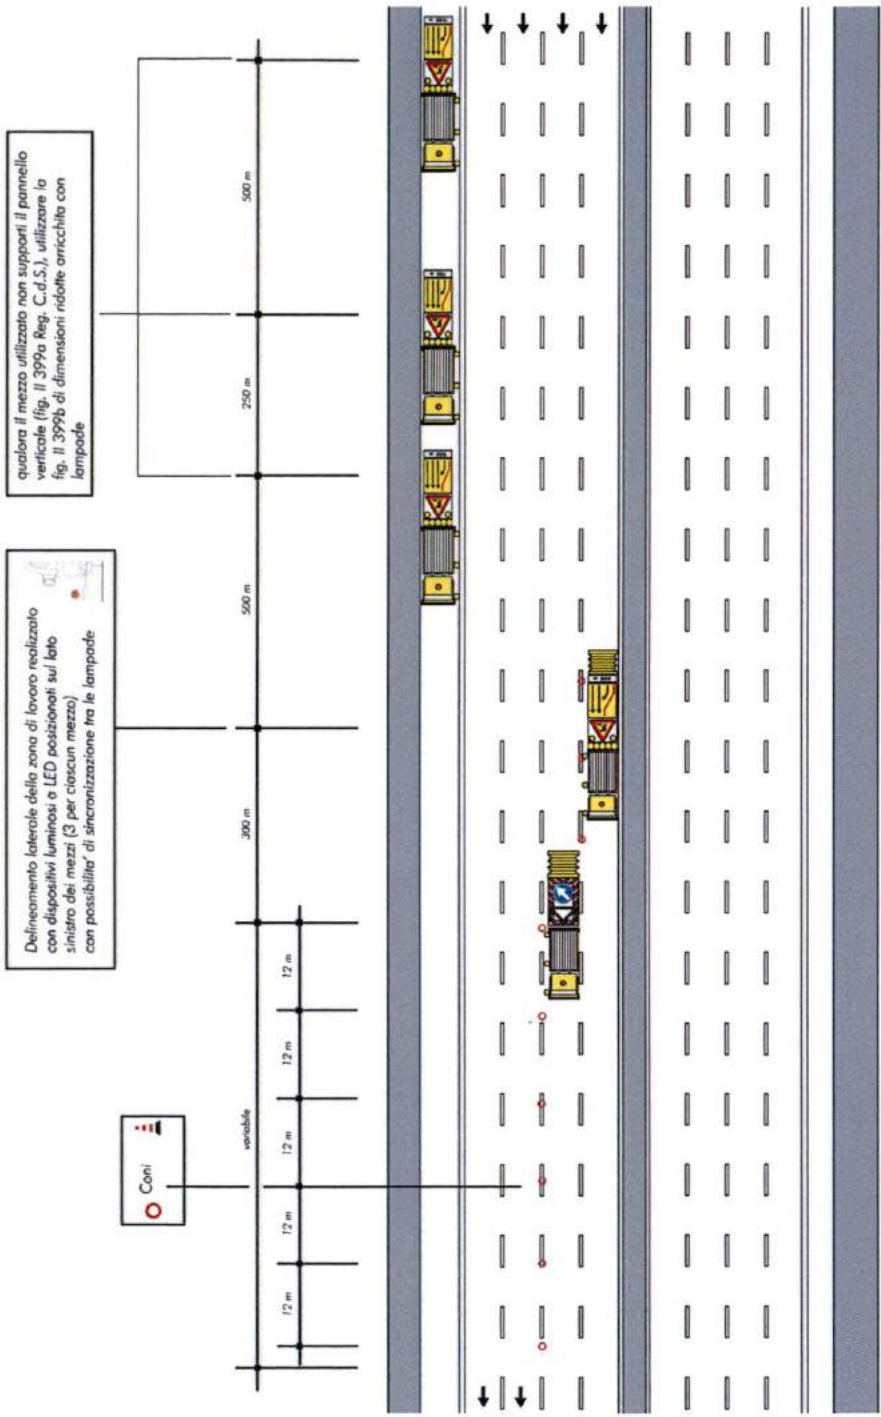 qualora il mezzo utilizzato non supporti il pannello
verticale (fig. II 399a Reg. C.d.S.), utilizzare la
fig. II 399b di dimensioni ridotte arricchita con
lampade
Delineamento laterale della zona di lavoro realizzato
con dispositivi luminosi a LED posizionati sul lato
sinistro dei mezzi (3 per ciascun mezzo)
con possibilita' di sincronizzazione tra le lampade
Coni
500 m
250 m
500 m
300 m
variabile
12 m
12 m
12 m
12 m
12 m